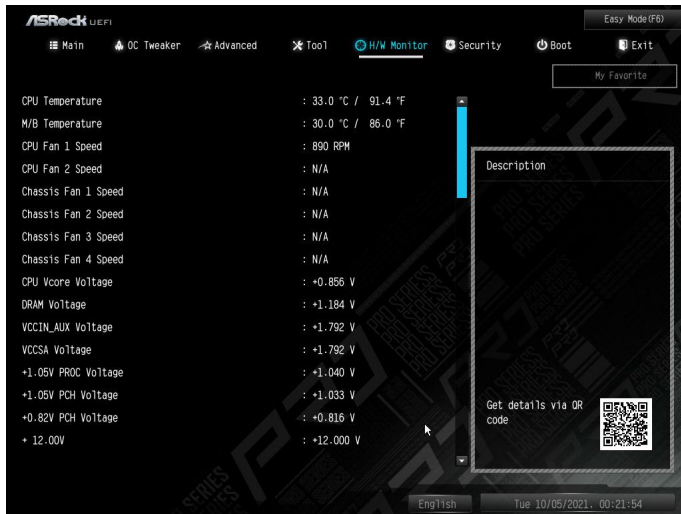 ASRock UEFI
Easy Mode(F6)
Main OC Tweaker Advanced Tool H/W Monitor Security Boot Exit
My Favorite
CPU Temperature : 33.0 °C / 91.4 °F
M/B Temperature : 30.0 °C / 86.0 °F
CPU Fan 1 Speed : 890 RPM
CPU Fan 2 Speed : N/A
Chassis Fan 1 Speed : N/A
Chassis Fan 2 Speed : N/A
Chassis Fan 3 Speed : N/A
Chassis Fan 4 Speed : N/A
CPU Vcore Voltage : +0.856 V
DRAM Voltage : +1.184 V
VCCIN_AUX Voltage : +1.792 V
VCCSA Voltage : +1.792 V
+1.05V PROC Voltage : +1.040 V
+1.05V PCH Voltage : +1.033 V
+0.82V PCH Voltage : +0.816 V
+ 12.00V : +12.000 V
Description
Get details via QR
code
English
Tue 10/05/2021. 00:21:54